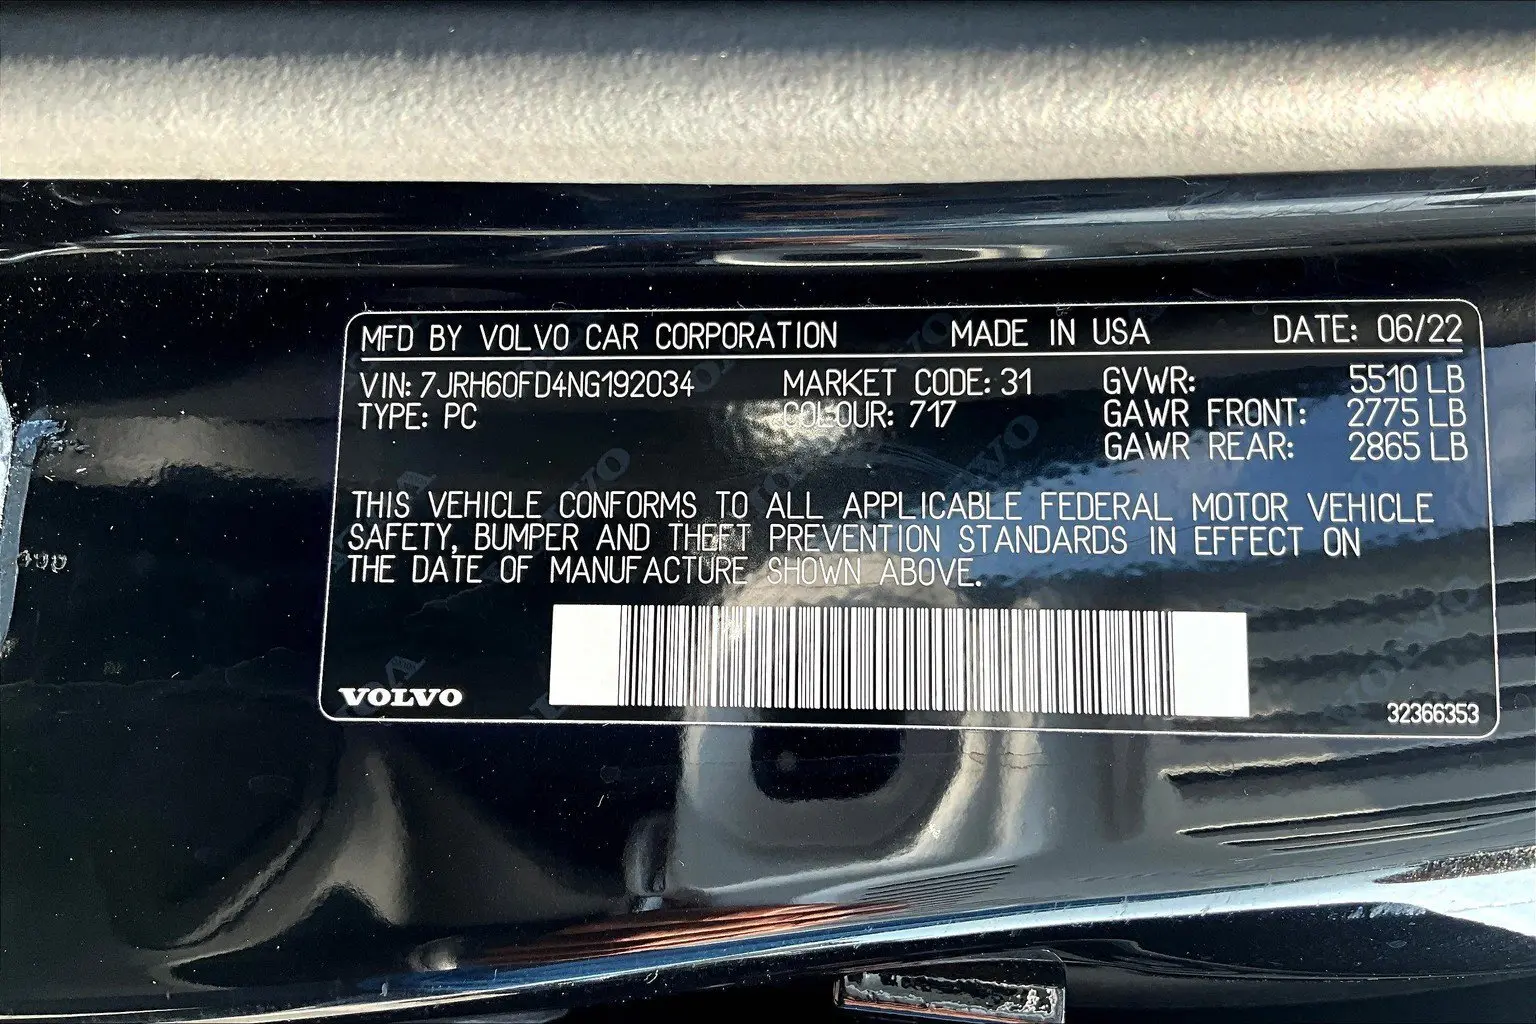 MFD BY VOLVO CAR CORPORATION MADE IN USA DATE: 06/22
VIN: 7JRH60FD4NG192034 MARKET CODE: 31 GVWR: 5510 LB
TYPE: PC COLOUR: 717 GAWR FRONT: 2775 LB
GAWR REAR: 2865 LB
THIS VEHICLE CONFORMS TO ALL APPLICABLE FEDERAL MOTOR VEHICLE
SAFETY, BUMPER AND THEFT PREVENTION STANDARDS IN EFFECT ON
THE DATE OF MANUFACTURE SHOWN ABOVE.
VOLVO
32366353